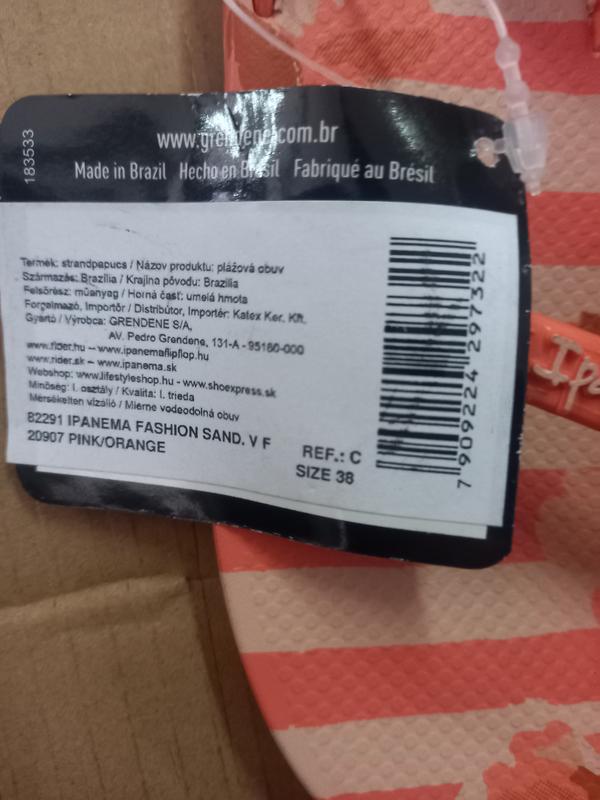 183533
www.grendene.com.br
Made in Brazil Hecho en Brasil Fabriqué au Brésil
Termék: strandpapucs / Názov produktu: plážová obuv
Származás: Brazília / Krajina pôvodu: Brazília
Felsőrész: műanyag / Horná časť: umelá hmota
Forgalmazó, Importőr / Distribútor, Importér: Katex Ker. Kft.
Gyártó / Výrobca: GRENDENE S/A,
AV. Pedro Grendene, 131-A - 95180-000
www.rider.hu – www.ipanemaflipflop.hu
www.rider.sk – www.ipanema.sk
Webshop: www.lifestyleshop.hu - www.shoexpress.sk
Minőség: I. osztály / Kvalita: I. trieda
Mérsékelten vízálló / Mierne vodeodolná obuv
82291 IPANEMA FASHION SAND. V F
20907 PINK/ORANGE
REF.: C
SIZE 38
7 909224 297322
Ipa